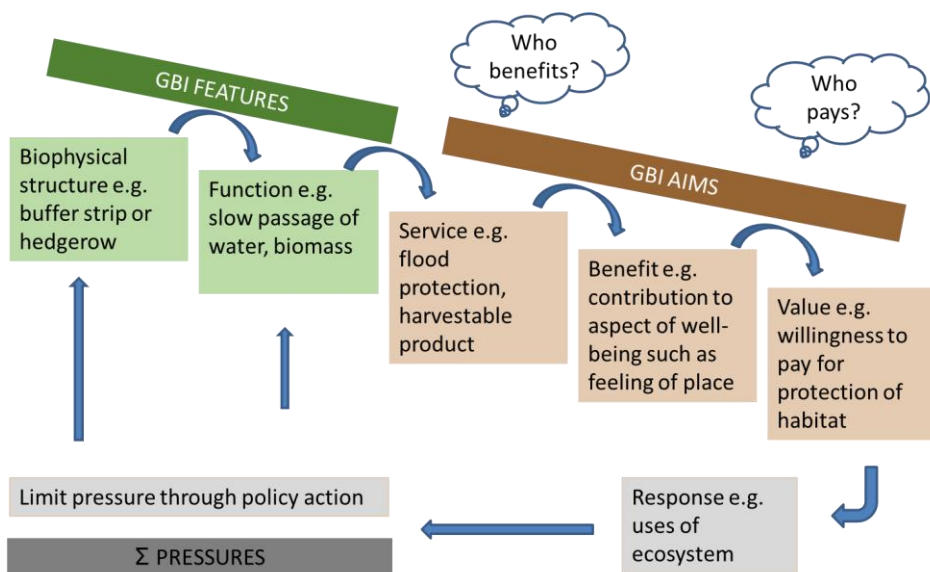 GBI FEATURES
Who
benefits?
Who
pays?
GBI AIMS
Biophysical
structure e.g.
buffer strip or
hedgerow
Function e.g.
slow passage of
water, biomass
Service e.g.
flood
protection,
harvestable
product
Benefit e.g.
contribution to
aspect of well-
being such as
feeling of place
Value e.g.
willingness to
pay for
protection of
habitat
Limit pressure through policy action
Response e.g.
uses of
ecosystem
Σ PRESSURES